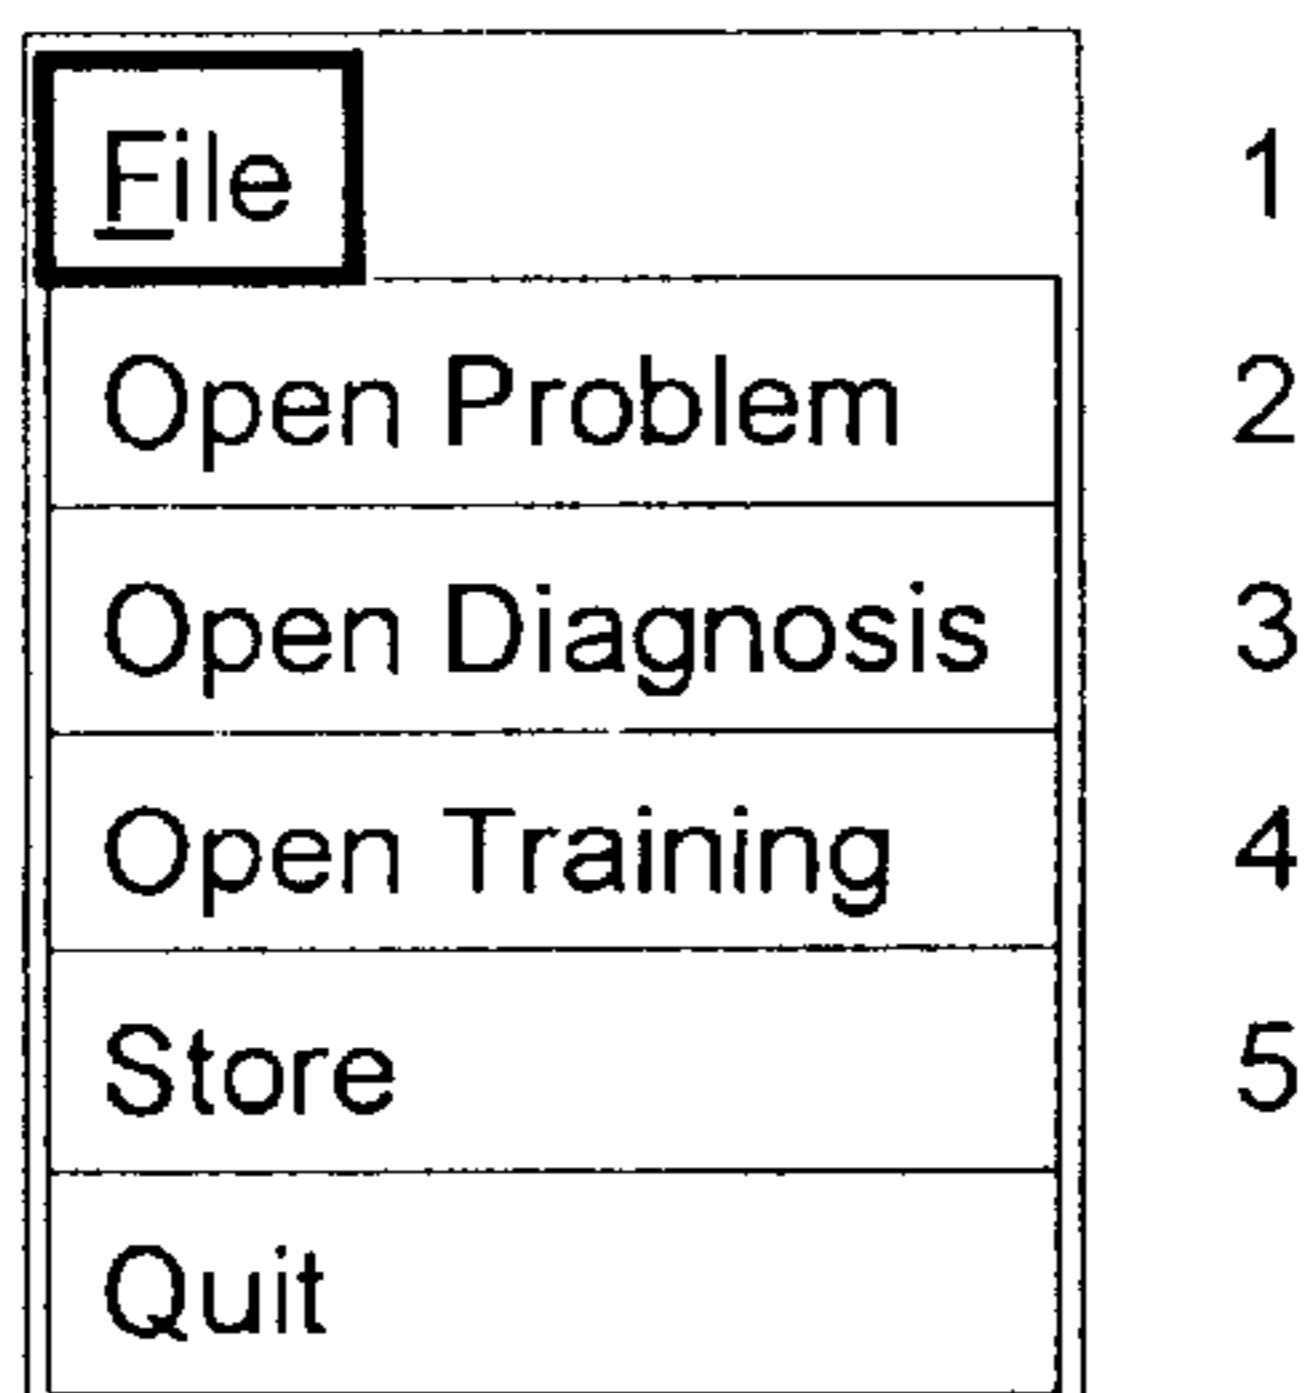 File 1
Open Problem 2
Open Diagnosis 3
Open Training 4
Store 5
Quit